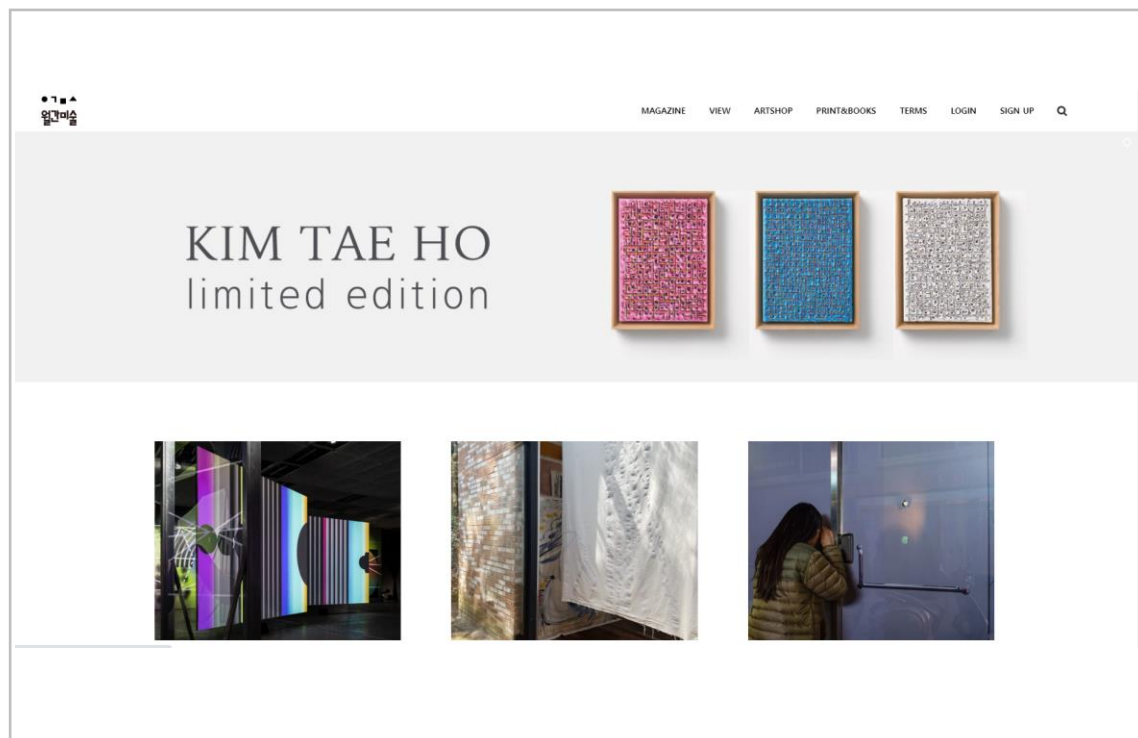 월간미술
MAGAZINE VIEW ARTSHOP PRINT&BOOKS TERMS LOGIN SIGN UP
KIM TAE HO
limited edition